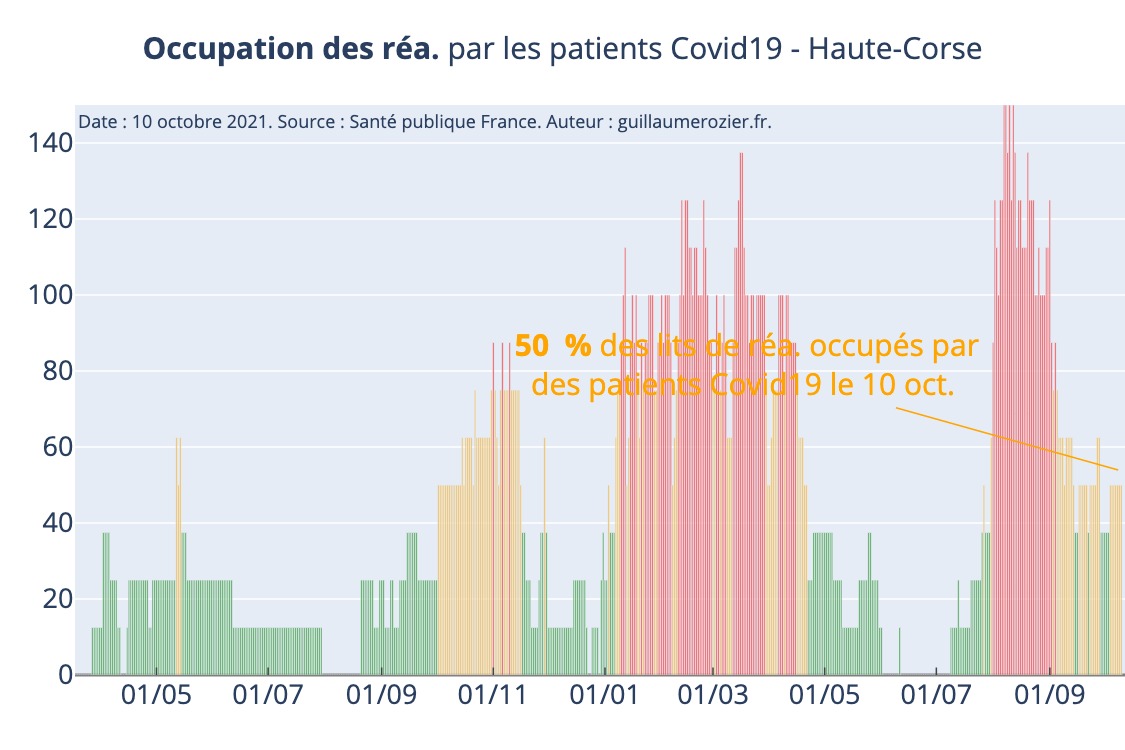 Occupation des réa. par les patients Covid19 - Haute-Corse
Date : 10 octobre 2021. Source : Santé publique France. Auteur : guillaumerozier.fr.
140
120
100
80
60
40
20
0
50  % des lits de réa. occupés par
des patients Covid19 le 10 oct.
01/05 01/07 01/09 01/11 01/01 01/03 01/05 01/07 01/09